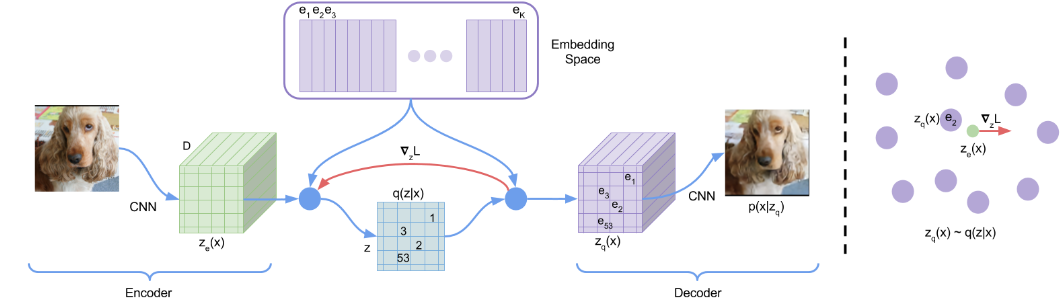 e1 e2 e3
eK
Embedding
Space
D
CNN
ze(x)
∇zL
q(z|x)
z
1
3
2
53
e1
e3
e2
e53
zq(x)
CNN
p(x|zq)
Encoder
Decoder
zq(x) e2
∇zL
ze(x)
zq(x) ~ q(z|x)